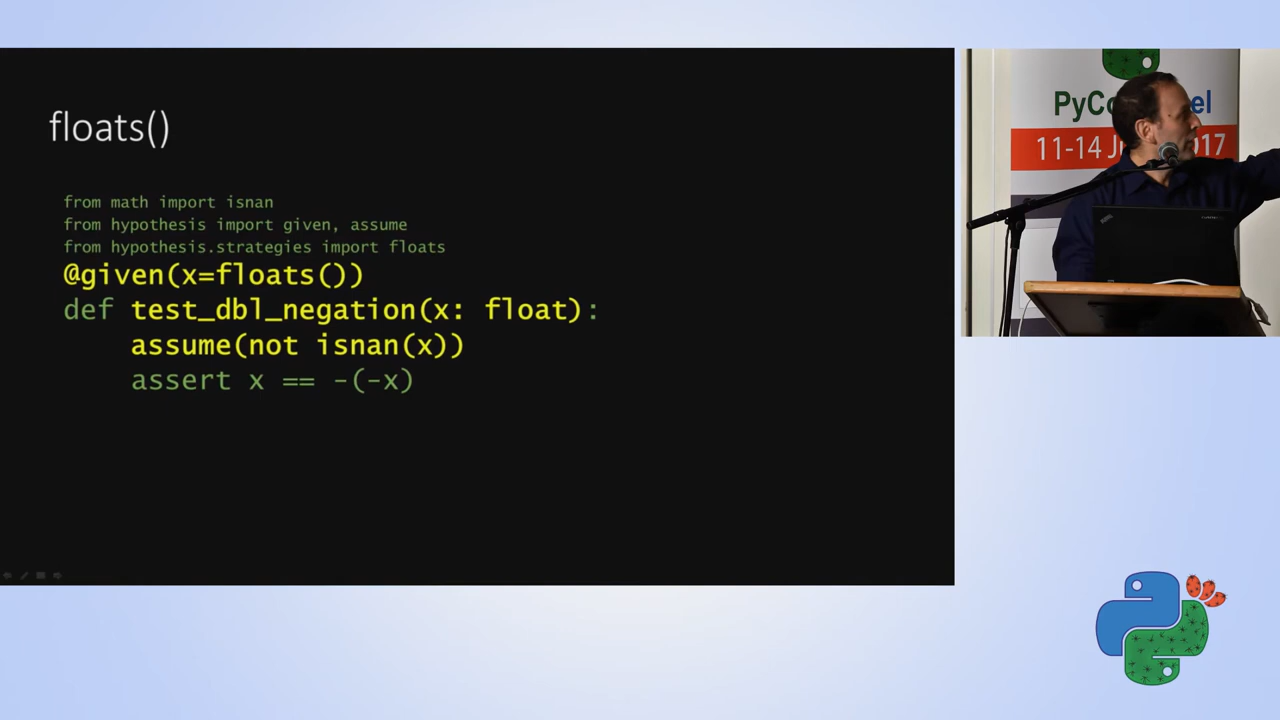 floats()
from math import isnan
from hypothesis import given, assume
from hypothesis.strategies import floats
@given(x=floats())
def test_dbl_negation(x: float):
assume(not isnan(x))
assert x == -(-x)
PyCo el
11-14 J 17